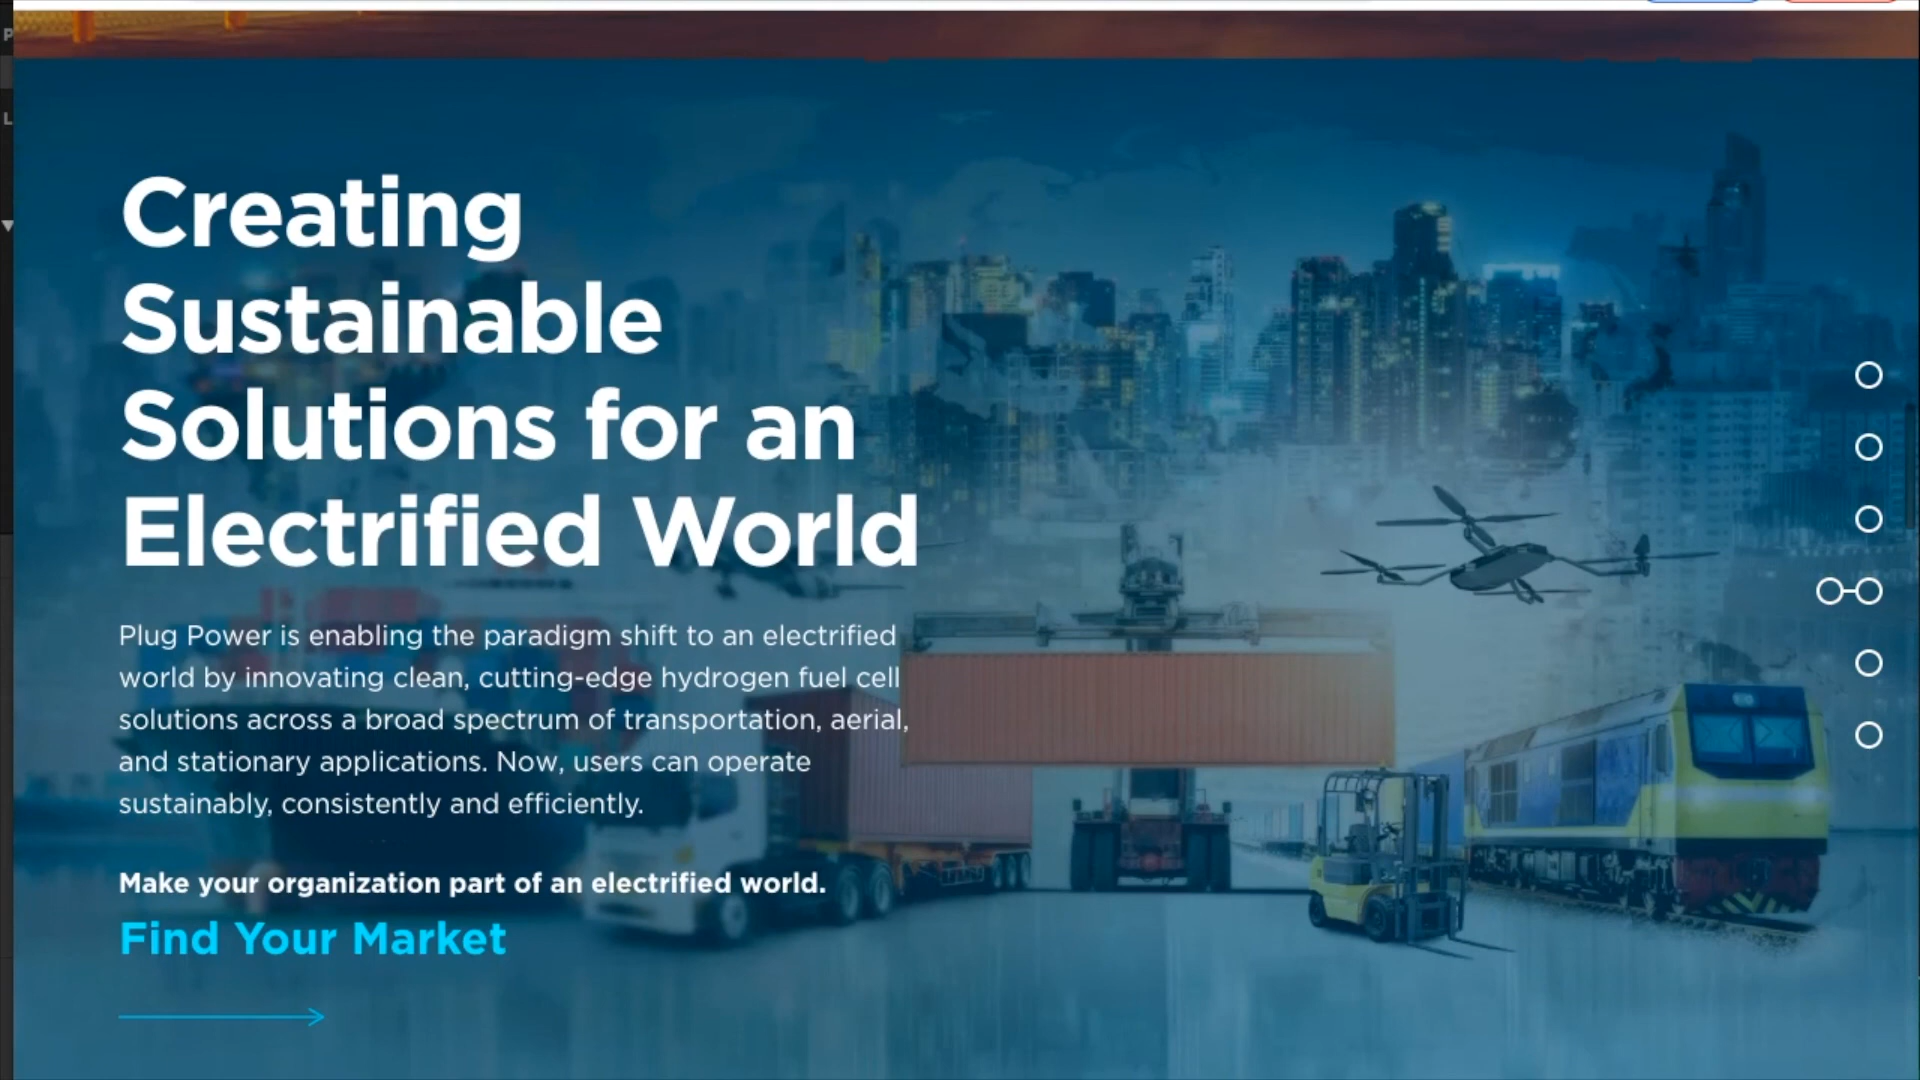 Creating
Sustainable
Solutions for an
Electrified World
Plug Power is enabling the paradigm shift to an electrified
world by innovating clean, cutting-edge hydrogen fuel cell
solutions across a broad spectrum of transportation, aerial,
and stationary applications. Now, users can operate
sustainably, consistently and efficiently.
Make your organization part of an electrified world.
Find Your Market